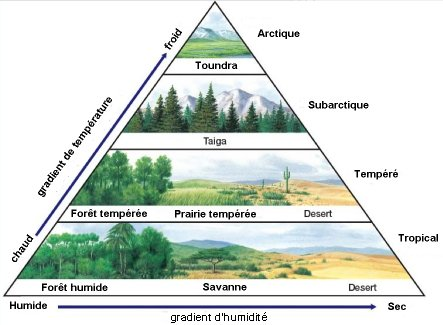 froid
Arctique
Toundra
gradient de température
Subarctique
Taiga
Tempéré
Forêt tempérée Prairie tempérée Desert
chaud
Tropical
Forêt humide Savanne Desert
Humide Sec
gradient d'humidité